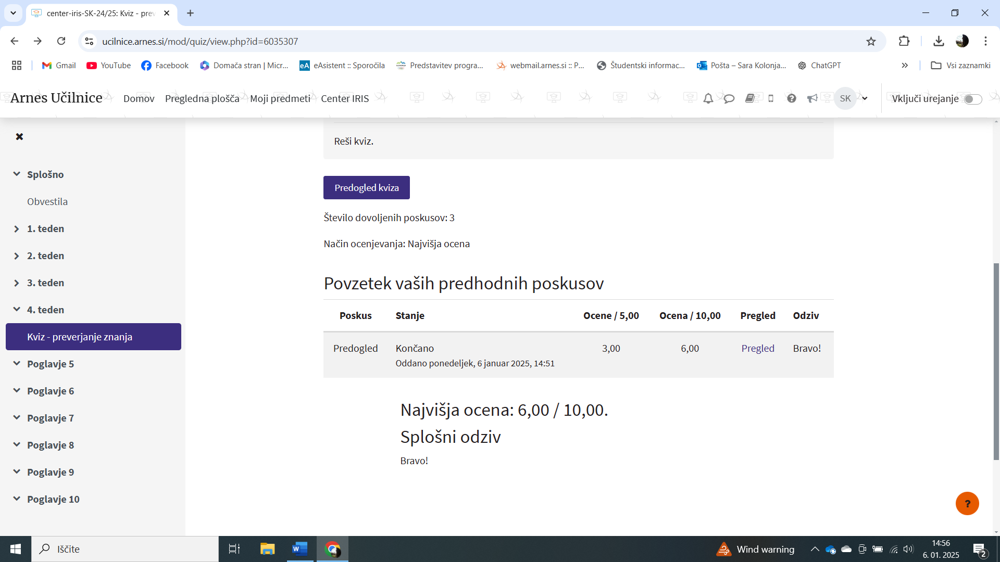 center-iris-SK-24/25: Kviz - prev
ucilnice.arnes.si/mod/quiz/view.php?id=6035307
Gmail YouTube Facebook Domača stran | Micr... eA eAsistent :: Sporočila Predstavitev progra... webmail.arnes.si :: P... Študentski informac... Pošta – Sara Kolonja... ChatGPT Vsi zaznamki
Arnes Učilnice Domov Pregledna plošča Moji predmeti Center IRIS SK Vključi urejanje
Reši kviz.
Splošno
Predogled kviza
Obvestila
Število dovoljenih poskusov: 3
1. teden
Način ocenjevanja: Najvišja ocena
2. teden
3. teden
Povzetek vaših predhodnih poskusov
4. teden
Poskus Stanje Ocene / 5,00 Ocena / 10,00 Pregled Odziv
Kviz - preverjanje znanja
Predogled Končano 3,00 6,00 Pregled Bravo!
Oddano ponedeljek, 6 januar 2025, 14:51
Poglavje 5
Poglavje 6
Najvišja ocena: 6,00 / 10,00.
Poglavje 7
Splošni odziv
Poglavje 8
Bravo!
Poglavje 9
Poglavje 10
?
Iščite
Wind warning
14:56
6. 01. 2025
2